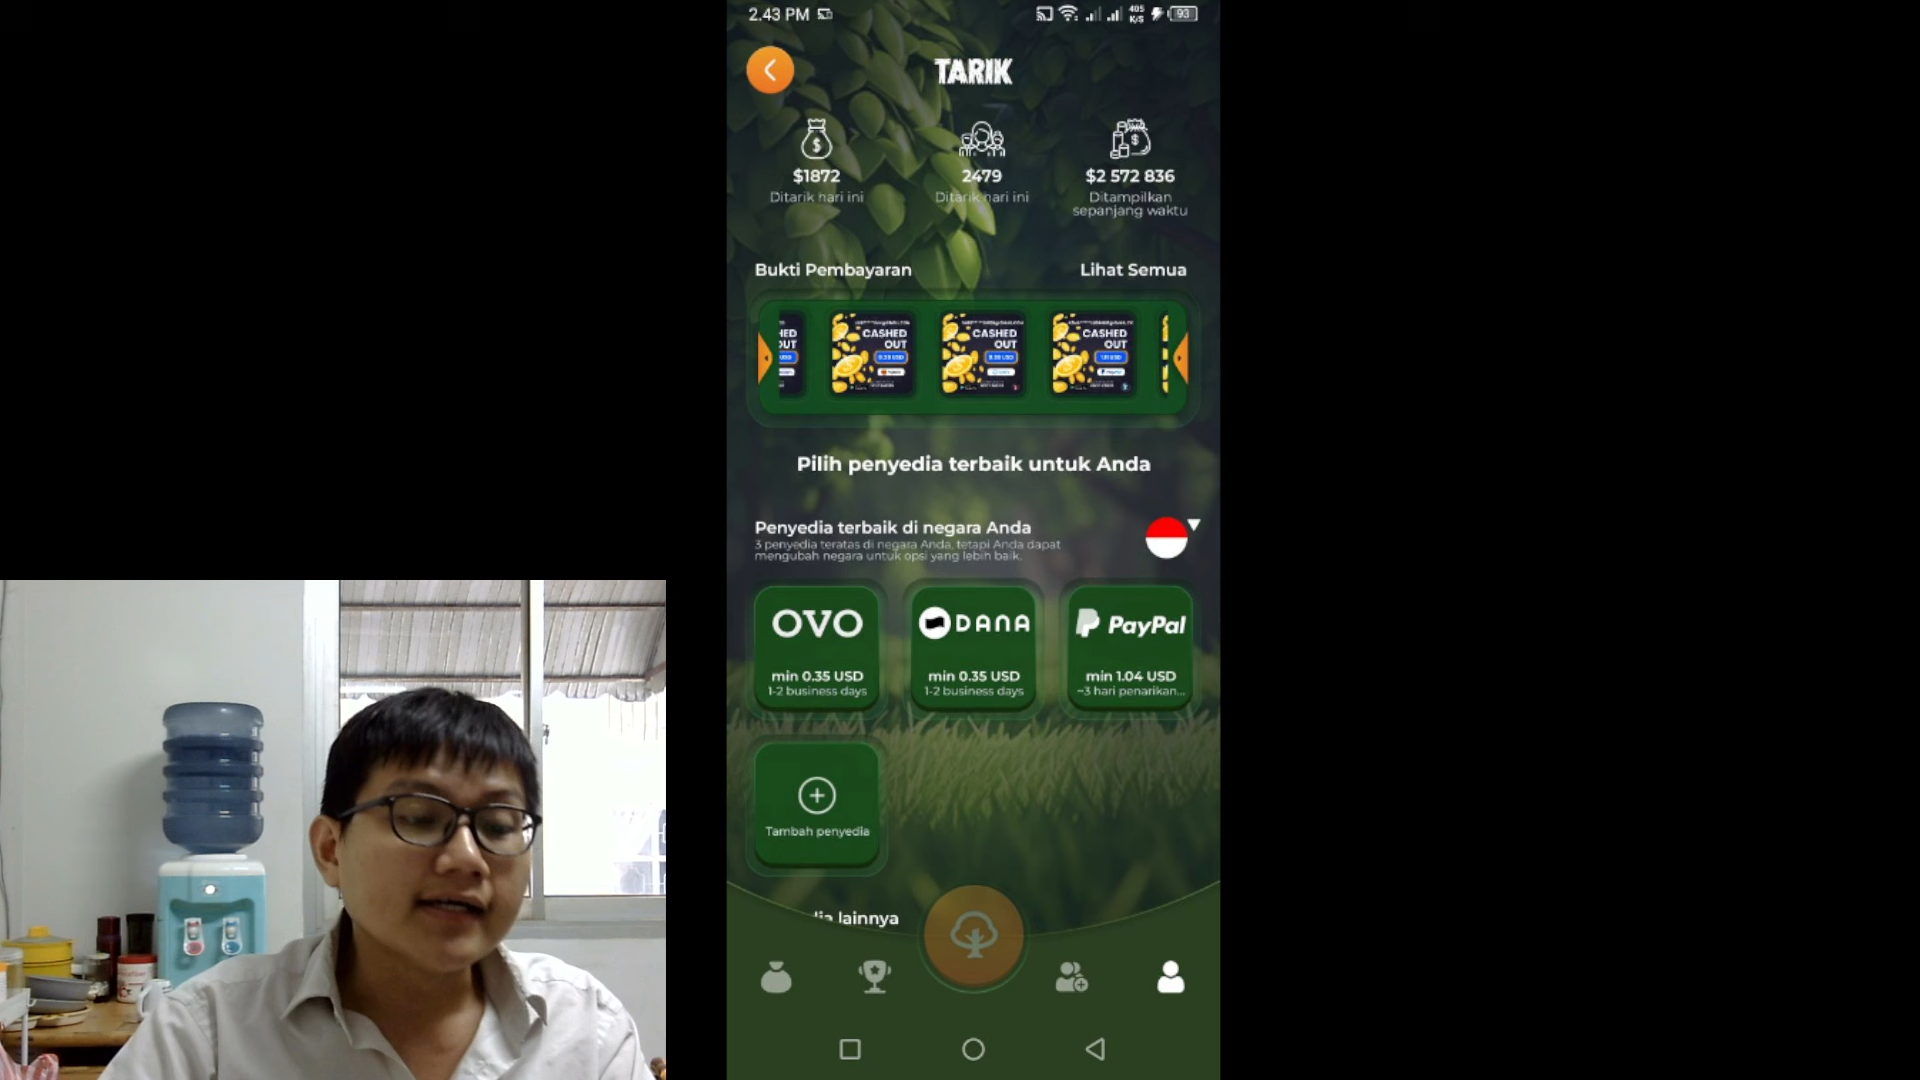 2.43 PM
405
K/S
93
TARIK
$1872
Ditarik hari ini
2479
Ditarik hari ini
$2 572 836
Ditampilkan
sepanjang waktu
Bukti Pembayaran
Lihat Semua
CASHED
OUT
CASHED
OUT
CASHED
OUT
Pilih penyedia terbaik untuk Anda
Penyedia terbaik di negara Anda
3 penyedia teratas di negara Anda, tetapi Anda dapat
mengubah negara untuk opsi yang lebih baik.
OVO
min 0.35 USD
1-2 business days
DANA
min 0.35 USD
1-2 business days
PayPal
min 1.04 USD
~3 hari penarikan...
Tambah penyedia
lainnya